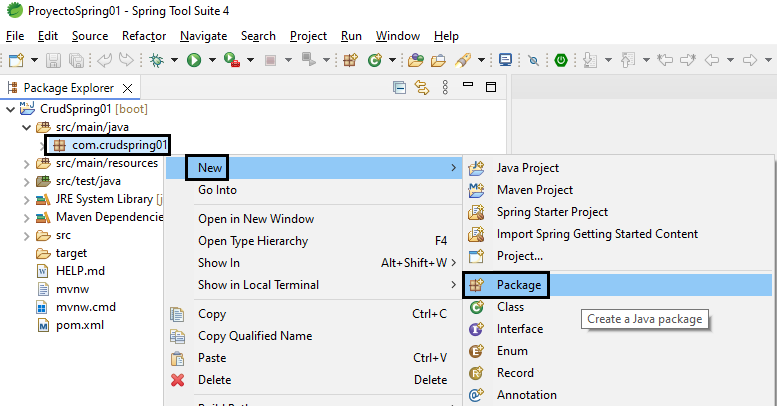 ProyectoSpring01 - Spring Tool Suite 4
File Edit Source Refactor Navigate Search Project Run Window Help
Package Explorer
CrudSpring01 [boot]
src/main/java
com.crudspring01
src/main/resources
src/test/java
JRE System Library
Maven Dependencie
src
target
HELP.md
mvnw
mvnw.cmd
pom.xml
New
Go Into
Open in New Window
Open Type Hierarchy F4
Show In Alt+Shift+W
Show in Local Terminal
Copy Ctrl+C
Copy Qualified Name
Paste Ctrl+V
Delete Delete
Java Project
Maven Project
Spring Starter Project
Import Spring Getting Started Content
Project...
Package
Class
Create a Java package
Interface
Enum
Record
Annotation